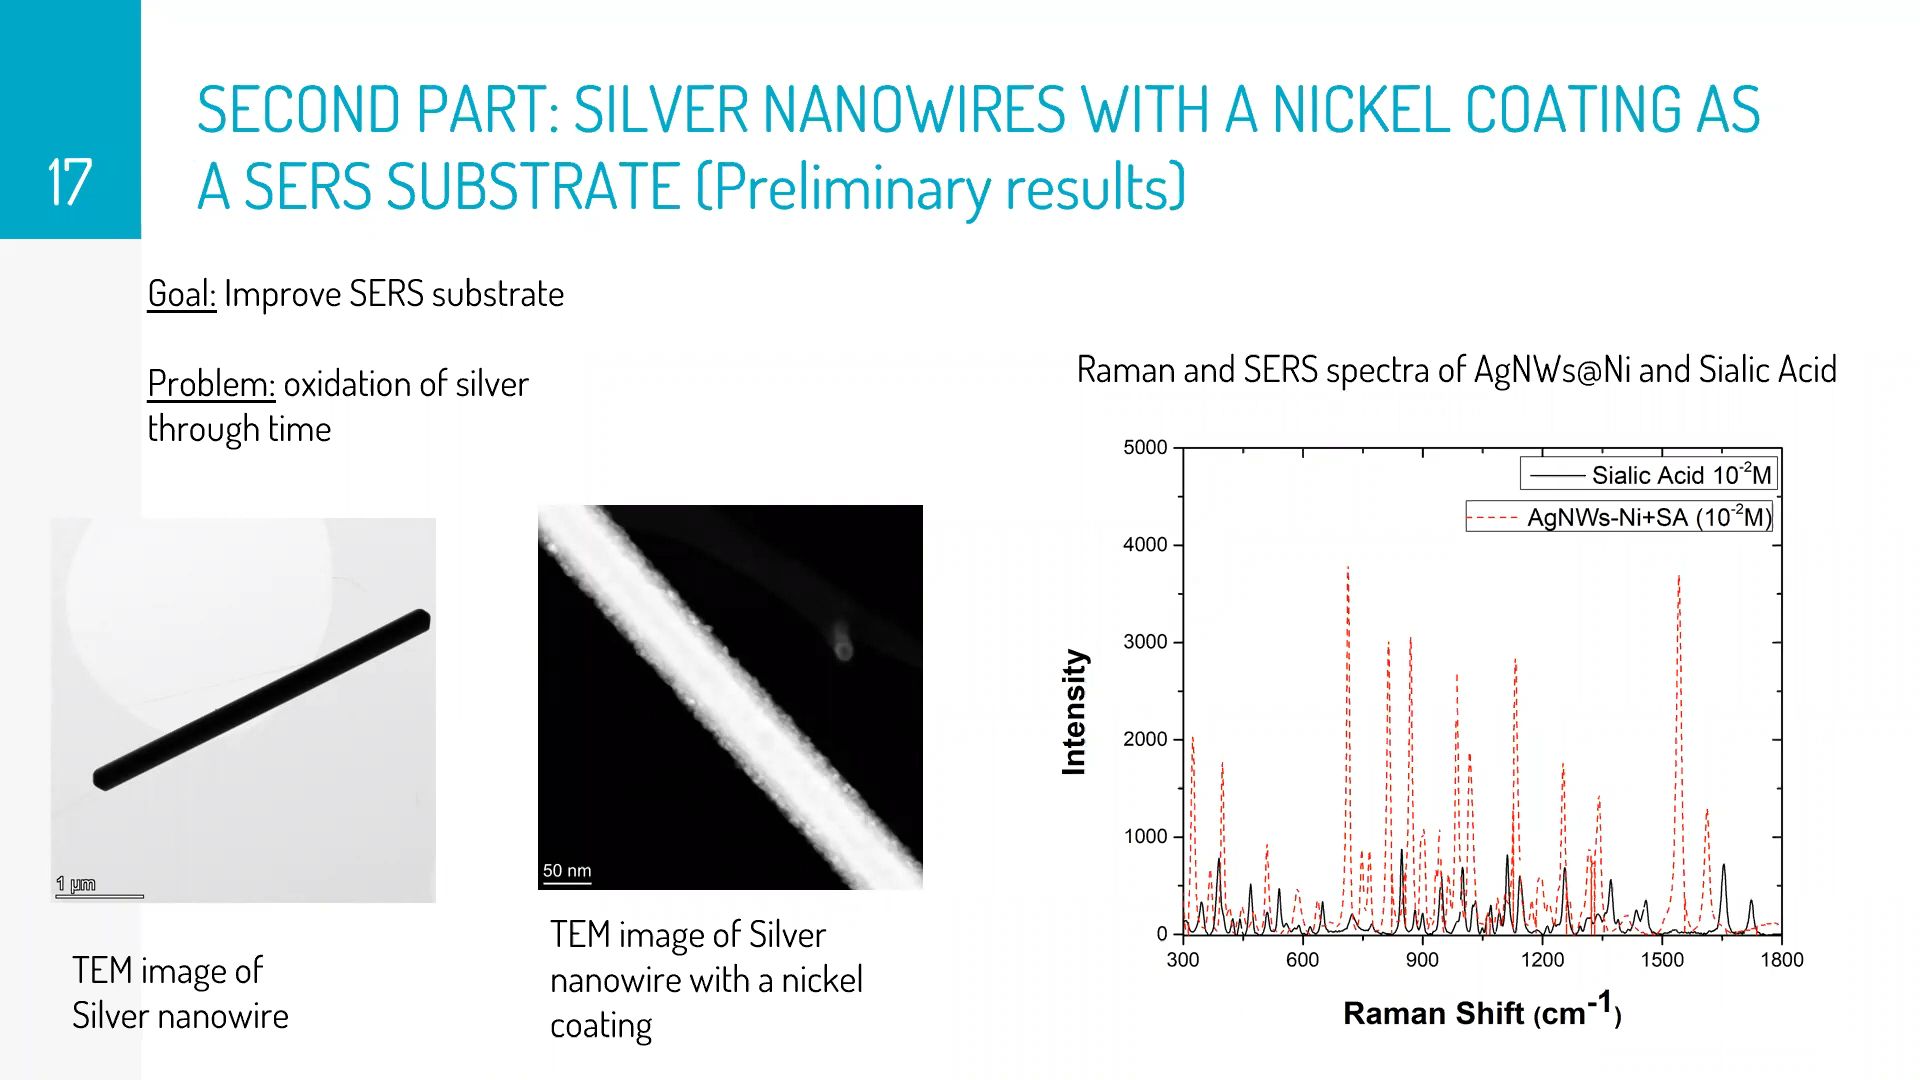 17
SECOND PART: SILVER NANOWIRES WITH A NICKEL COATING AS
A SERS SUBSTRATE (Preliminary results)
Goal: Improve SERS substrate
Problem: oxidation of silver
through time
1 μm
TEM image of
Silver nanowire
50 nm
TEM image of Silver
nanowire with a nickel
coating
Raman and SERS spectra of AgNWs@Ni and Sialic Acid
Sialic Acid 10⁻²M
AgNWs-Ni+SA (10⁻²M)
Intensity
5000
4000
3000
2000
1000
0
300 600 900 1200 1500 1800
Raman Shift (cm⁻¹)